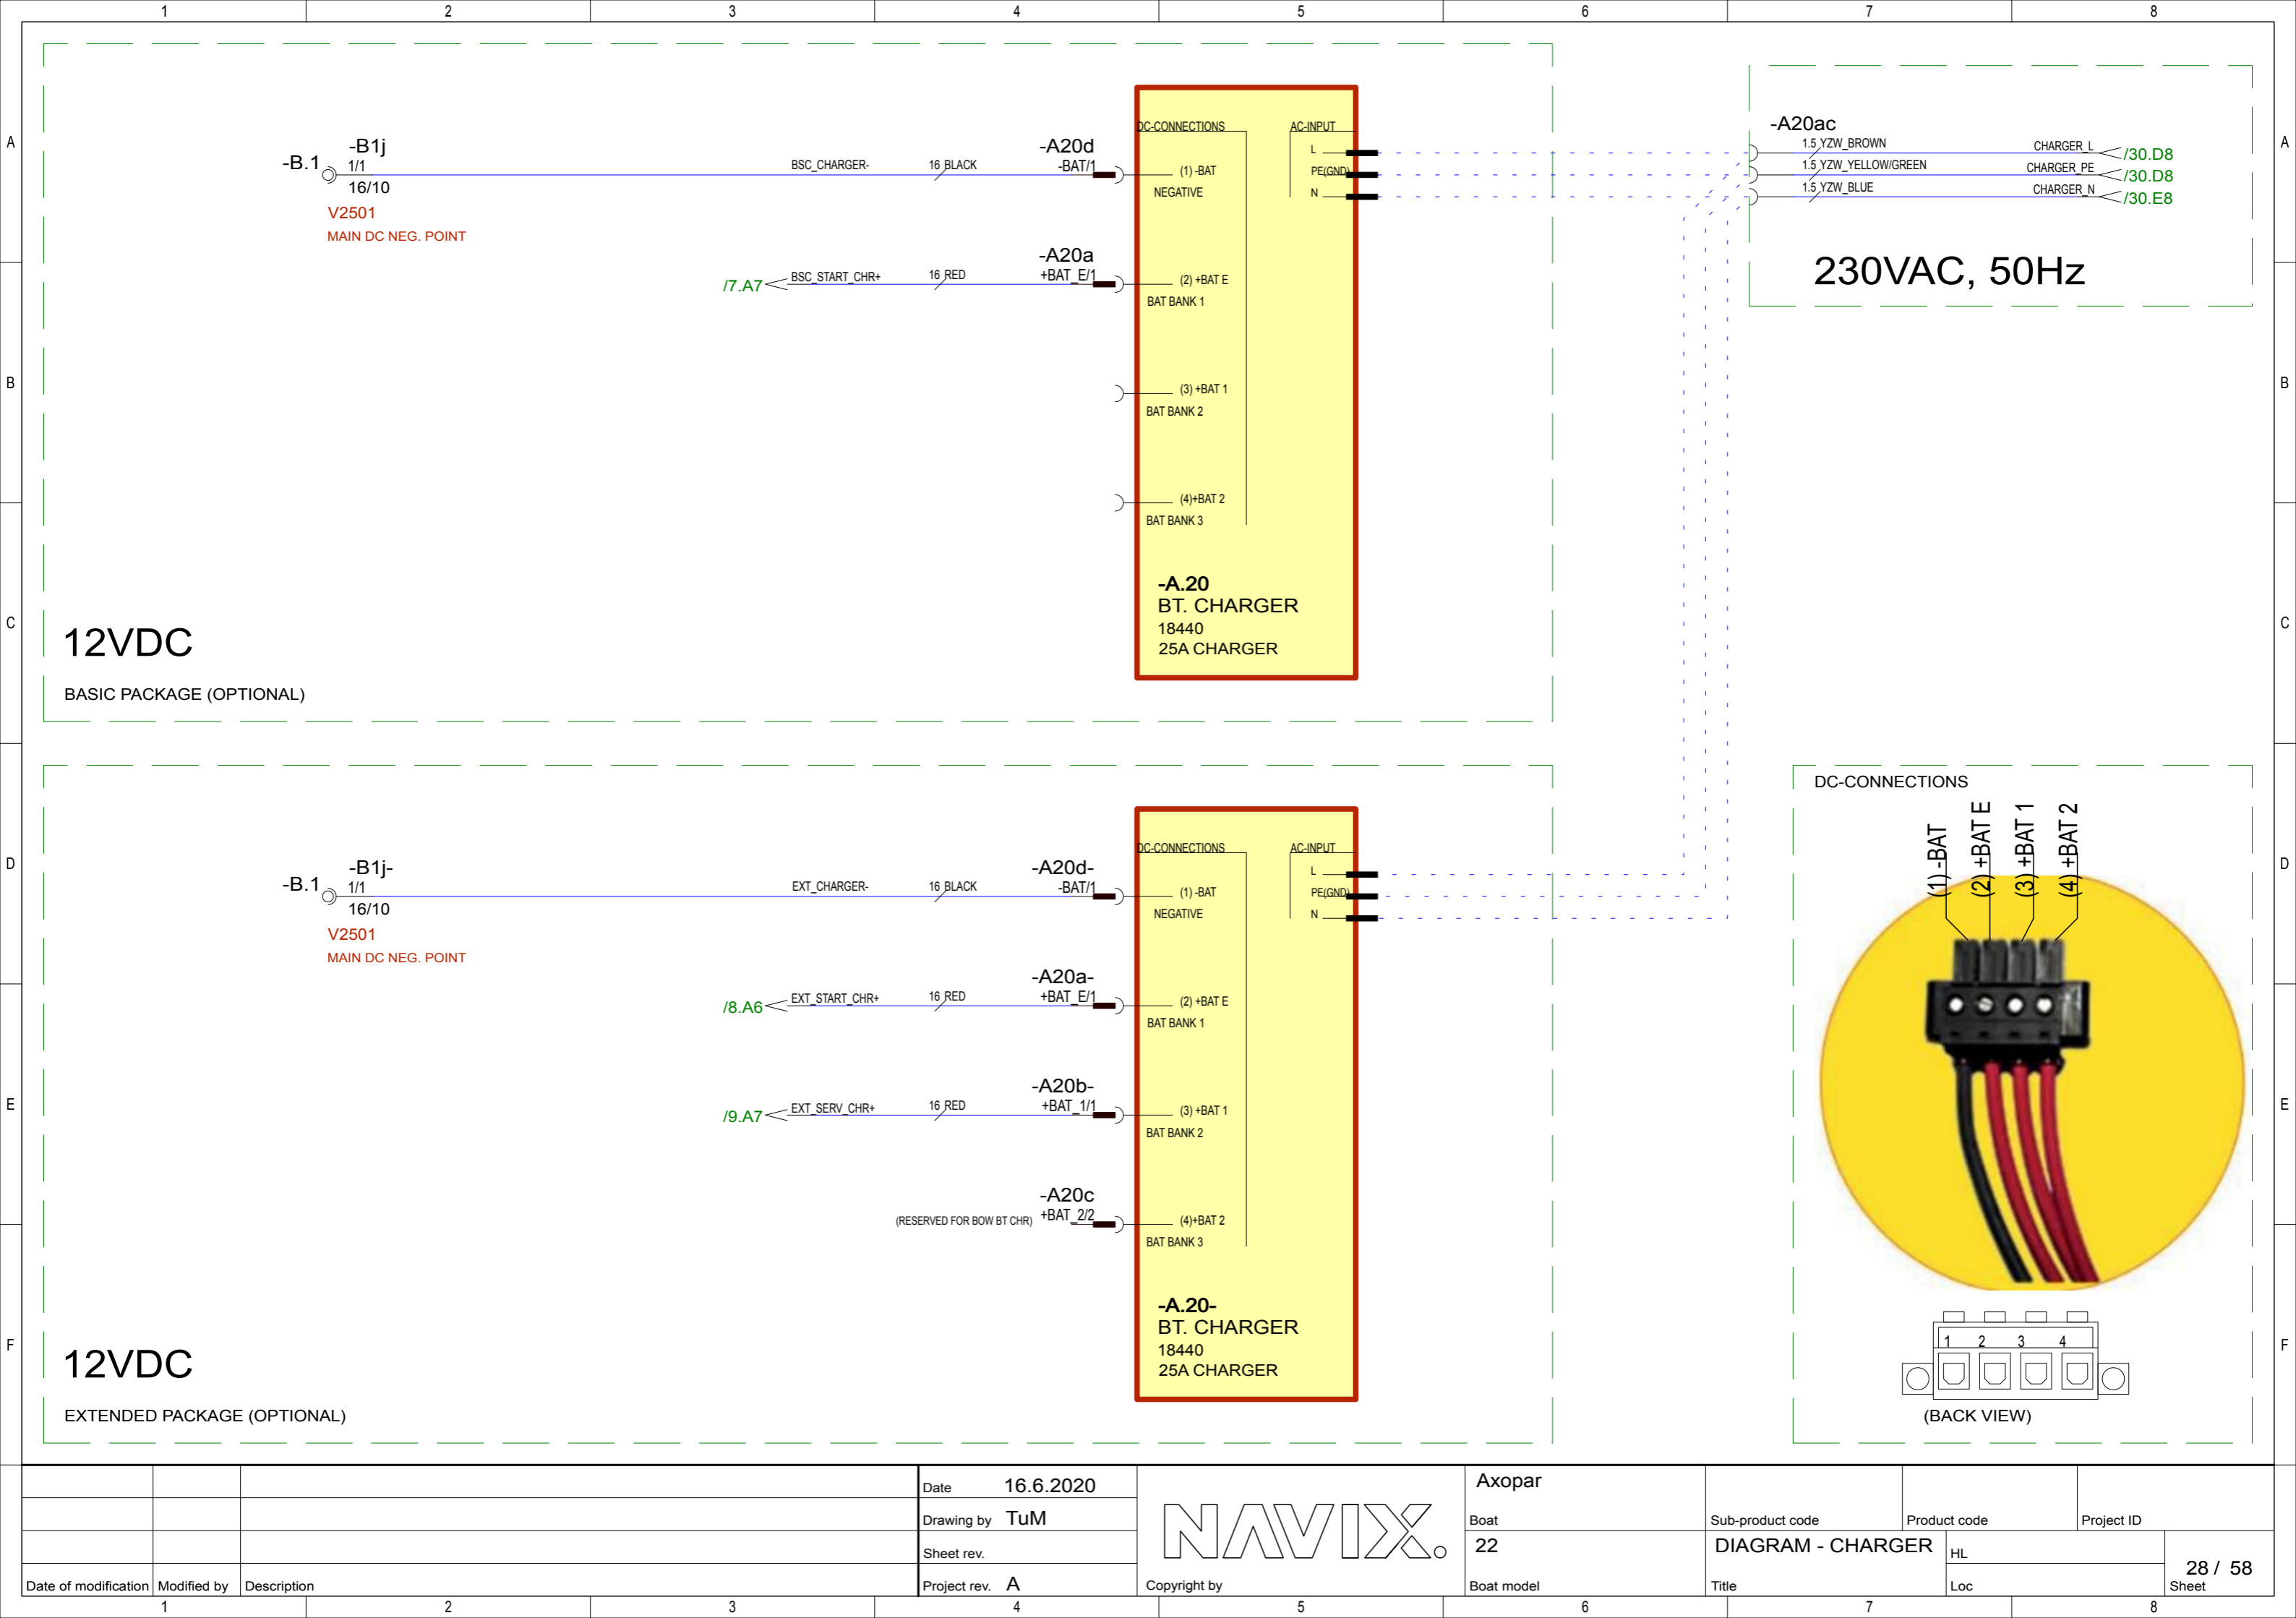 1 2 3 4 5 6 7 8
A
B
C
D
E
F
-B.1
-B1j
1/1
16/10
V2501
MAIN DC NEG. POINT
BSC_CHARGER-
16 BLACK
-A20d
-BAT/1
/7.A7
BSC_START_CHR+
16 RED
-A20a
+BAT_E/1
DC-CONNECTIONS
(1) -BAT
NEGATIVE
(2) +BAT E
BAT BANK 1
(3) +BAT 1
BAT BANK 2
(4)+BAT 2
BAT BANK 3
AC-INPUT
L
PE(GND)
N
-A.20
BT. CHARGER
18440
25A CHARGER
12VDC
BASIC PACKAGE (OPTIONAL)
-A20ac
1.5 YZW_BROWN CHARGER_L /30.D8
1.5 YZW_YELLOW/GREEN CHARGER_PE /30.D8
1.5 YZW_BLUE CHARGER_N /30.E8
230VAC, 50Hz
-B.1
-B1j-
1/1
16/10
V2501
MAIN DC NEG. POINT
EXT_CHARGER-
16 BLACK
-A20d-
-BAT/1
/8.A6
EXT_START_CHR+
16 RED
-A20a-
+BAT_E/1
/9.A7
EXT_SERV_CHR+
16 RED
-A20b-
+BAT_1/1
(RESERVED FOR BOW BT CHR)
-A20c
+BAT_2/2
DC-CONNECTIONS
(1) -BAT
NEGATIVE
(2) +BAT E
BAT BANK 1
(3) +BAT 1
BAT BANK 2
(4)+BAT 2
BAT BANK 3
AC-INPUT
L
PE(GND)
N
-A.20-
BT. CHARGER
18440
25A CHARGER
12VDC
EXTENDED PACKAGE (OPTIONAL)
DC-CONNECTIONS
(1) -BAT
(2) +BAT E
(3) +BAT 1
(4) +BAT 2
1 2 3 4
(BACK VIEW)
A
B
C
D
E
F
Date of modification Modified by Description
Date 16.6.2020
Drawing by TuM
Sheet rev.
Project rev. A
NAVIX
Copyright by
Axopar
Boat
22
Boat model
Sub-product code
Product code
Project ID
DIAGRAM - CHARGER
Title
HL
Loc
28 / 58
Sheet
1 2 3 4 5 6 7 8